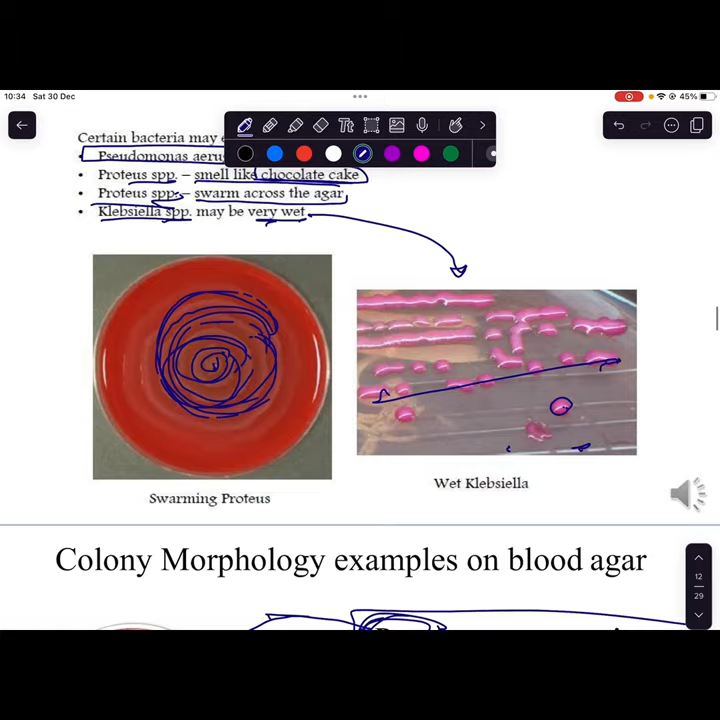 10:34 Sat 30 Dec
45%
Tt
Certain bacteria may
• Pseudomonas
• Proteus spp. – smell like chocolate cake
• Proteus spp. – swarm across the agar
• Klebsiella spp. may be very wet
Wet Klebsiella
Swarming Proteus
Colony Morphology examples on blood agar
12
29